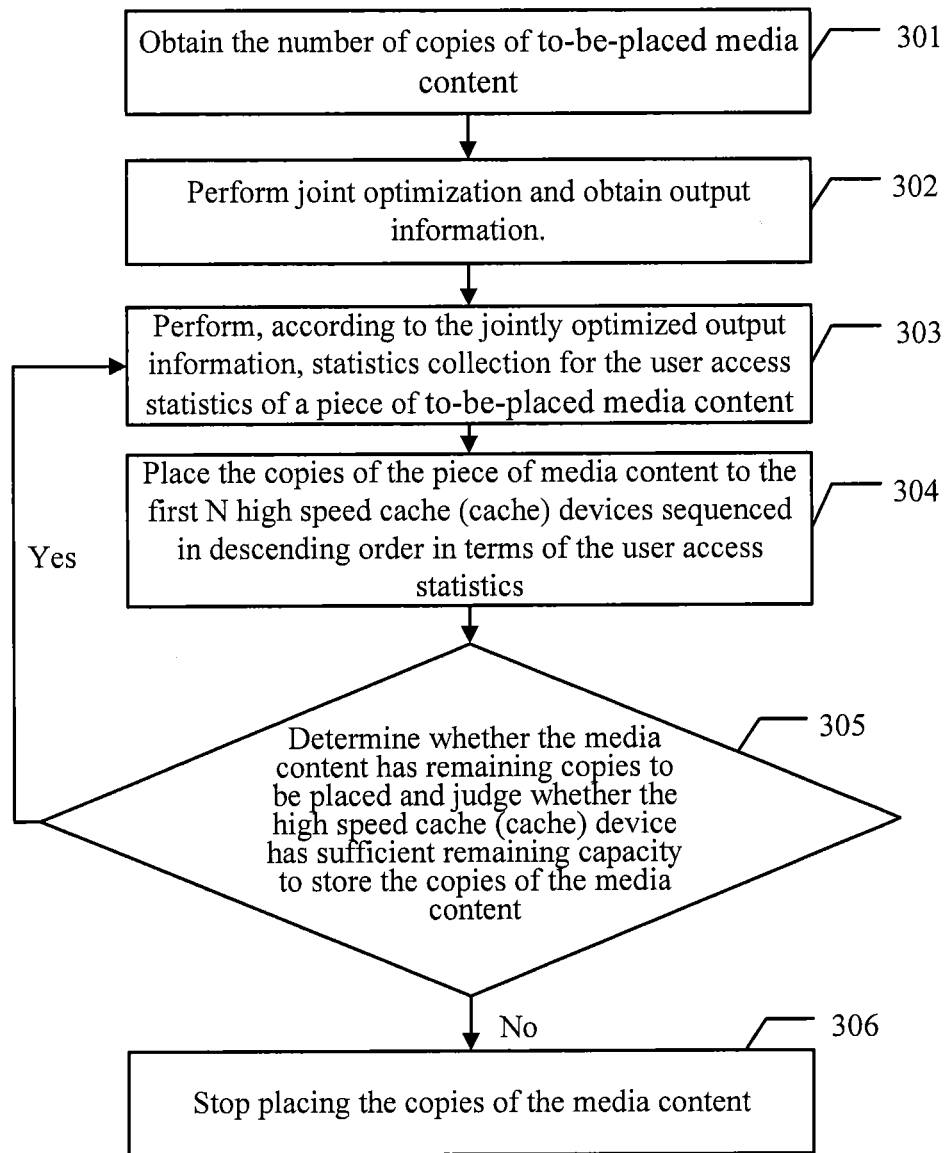 Obtain the number of copies of to-be-placed media
content
301
Perform joint optimization and obtain output
information.
302
Perform, according to the jointly optimized output
information, statistics collection for the user access
statistics of a piece of to-be-placed media content
303
Place the copies of the piece of media content to the
first N high speed cache (cache) devices sequenced
in descending order in terms of the user access
statistics
304
Yes
Determine whether the media
content has remaining copies to
be placed and judge whether the
high speed cache (cache) device
has sufficient remaining capacity
to store the copies of the media
content
305
No
306
Stop placing the copies of the media content